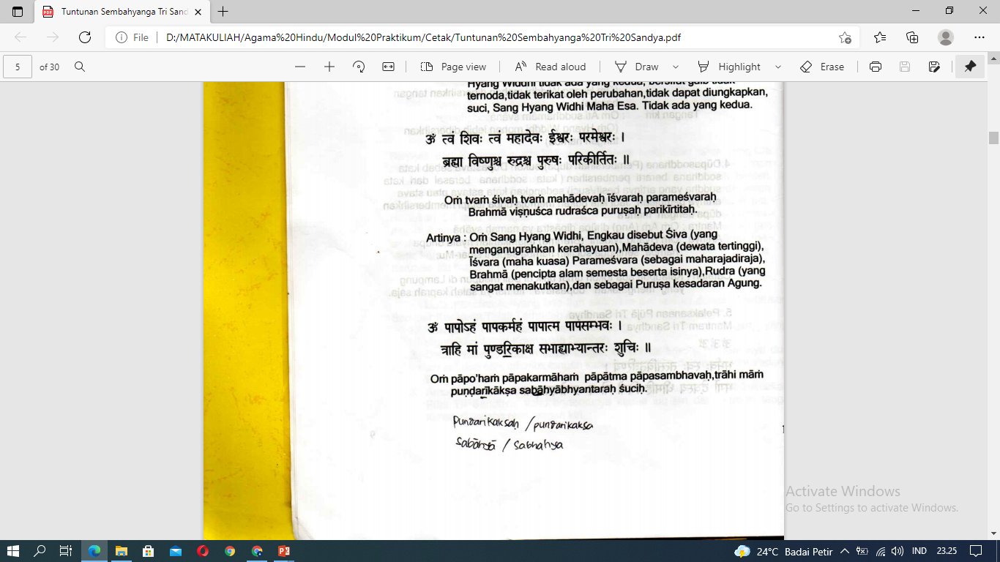 Tuntunan Sembahyanga Tri Sand
File D:/MATAKULIAH/Agama%20Hindu/Modul%20Praktikum/Cetak/Tuntunan%20Sembahyanga%20Tri%20Sandya.pdf
5 of 30 Page view Read aloud Draw Highlight Erase
ternoda,tidak terikat oleh perubahan,tidak dapat diungkapkan,
suci, Sang Hyang Widhi Maha Esa. Tidak ada yang kedua.
ॐ त्वं शिवः त्वं महादेवः ईश्वरः परमेश्वरः ।
ब्रह्मा विष्णुश्च रुद्रश्च पुरुषः परिकीर्तितः ॥
Oṁ tvaṁ śivaḥ tvaṁ mahādevaḥ īśvaraḥ parameśvaraḥ
Brahmā viṣṇuśca rudraśca puruṣaḥ parikīrtitaḥ.
Artinya : Oṁ Sang Hyang Widhi, Engkau disebut Śiva (yang
menganugrahkan kerahayuan),Mahādeva (dewata tertinggi),
Īśvara (maha kuasa) Parameśvara (sebagai maharajadiraja),
Brahmā (pencipta alam semesta beserta isinya),Rudra (yang
sangat menakutkan),dan sebagai Puruṣa kesadaran Agung.
ॐ पापोऽहं पापकर्महं पापात्म पापसम्भवः ।
त्राहि मां पुण्डरिकाक्ष सभाह्याभ्यान्तरः शुचिः ॥
Oṁ pāpo'haṁ pāpakarmāhaṁ pāpātma pāpasambhavaḥ,trāhi māṁ
puṇḍarīkākṣa sabāhyābhyantaraḥ śuciḥ.
Pundarikaksaḥ / pundarikaksa
Sabāhyā / Sabhahya
Activate Windows
Go to Settings to activate Windows.
24°C Badai Petir IND 23.25